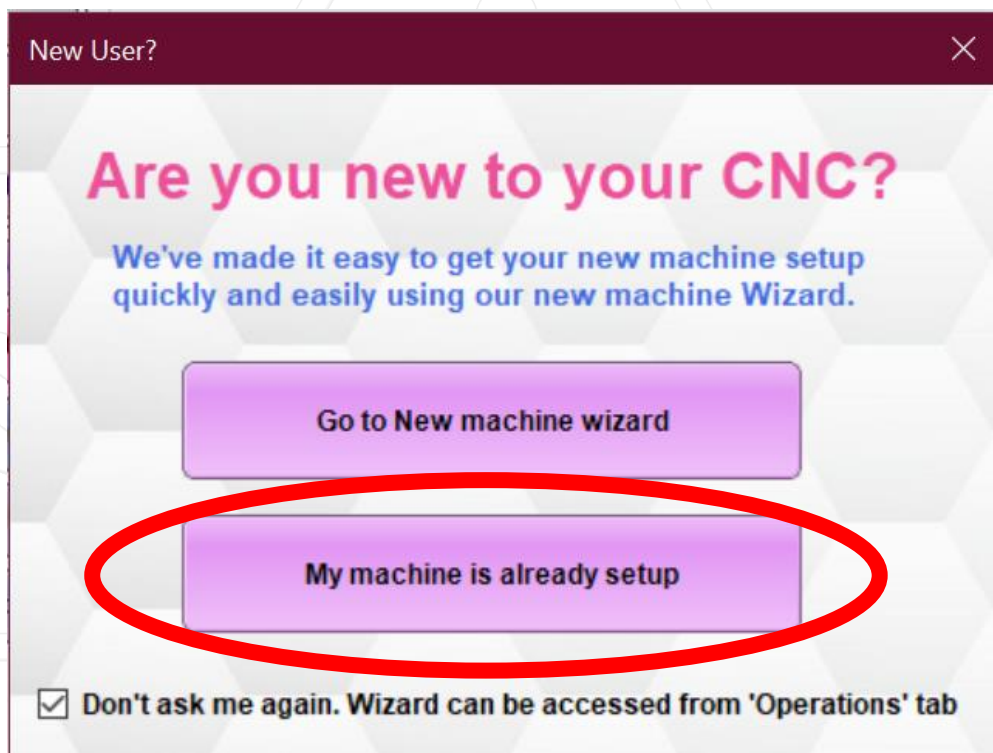 New User?
Are you new to your CNC?
We've made it easy to get your new machine setup
quickly and easily using our new machine Wizard.
Go to New machine wizard
My machine is already setup
Don't ask me again. Wizard can be accessed from 'Operations' tab